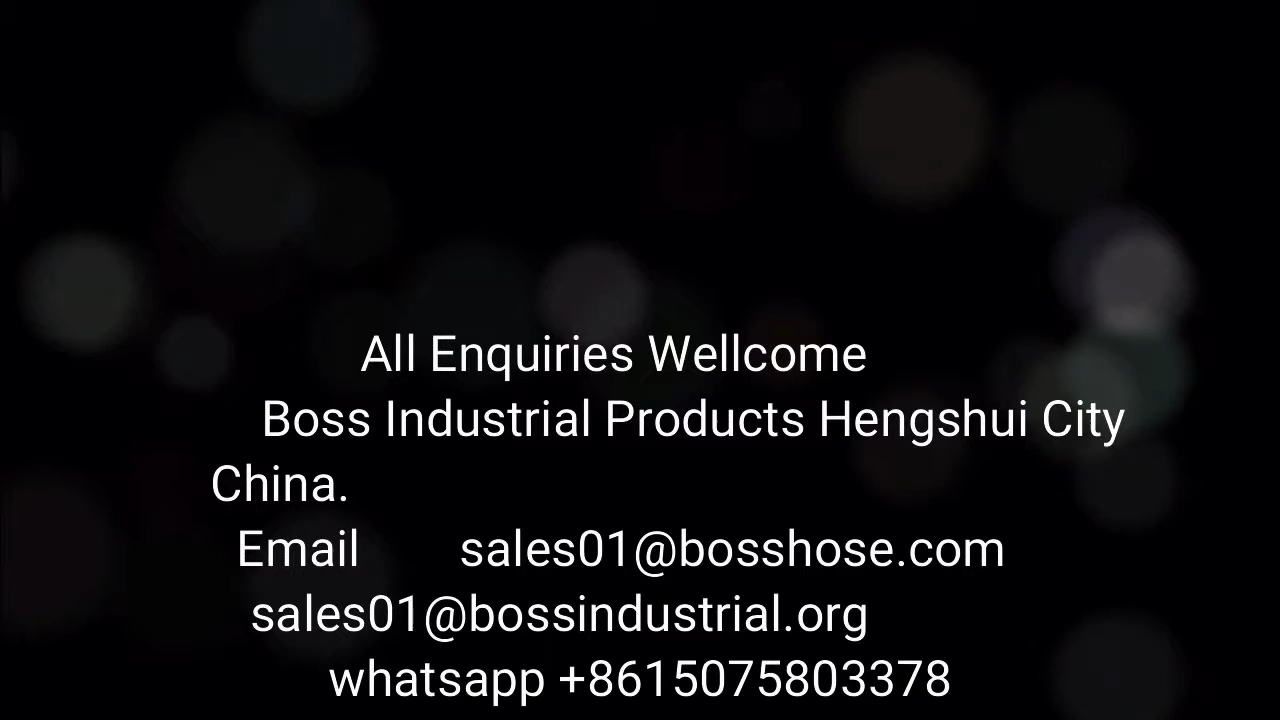 All Enquiries Wellcome
Boss Industrial Products Hengshui City
China.
Email sales01@bosshose.com
sales01@bossindustrial.org
whatsapp +8615075803378